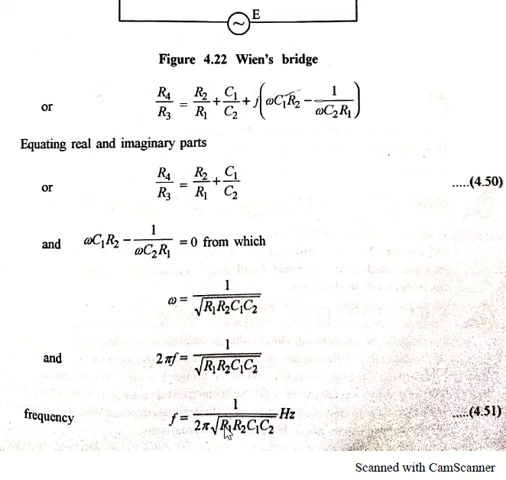 E
Figure 4.22 Wien's bridge
or R₄/R₃ = R₂/R₁ + C₁/C₂ + j(ωC₁R₂ − 1/ωC₂R₁)
Equating real and imaginary parts
or R₄/R₃ = R₂/R₁ + C₁/C₂ .....(4.50)
and ωC₁R₂ − 1/ωC₂R₁ = 0 from which
ω = 1/√R₁R₂C₁C₂
and 2πf = 1/√R₁R₂C₁C₂
frequency f = 1/2π√R₁R₂C₁C₂ Hz .....(4.51)
Scanned with CamScanner